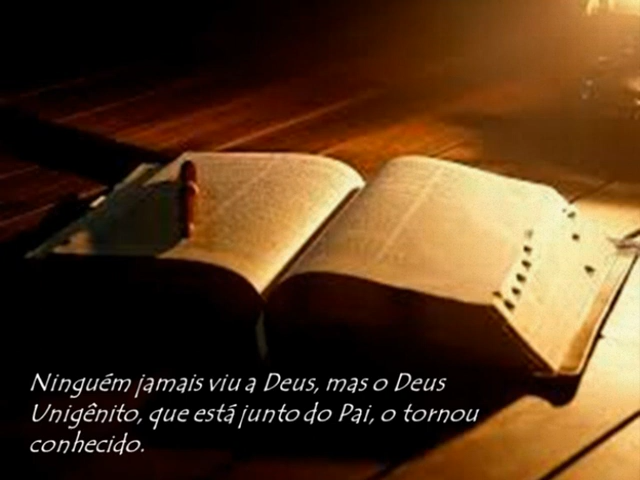 Ninguém jamais viu a Deus, mas o Deus
Unigênito, que está junto do Pai, o tornou
conhecido.